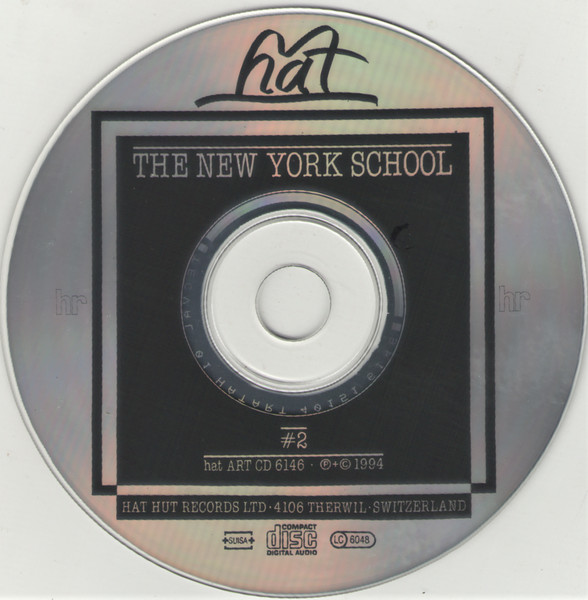 hat
THE NEW YORK SCHOOL
hr
hr
#2
hat ART CD 6146 · ℗+© 1994
HAT HUT RECORDS LTD · 4106 THERWIL · SWITZERLAND
SUISA
COMPACT
disc
DIGITAL AUDIO
LC 6048